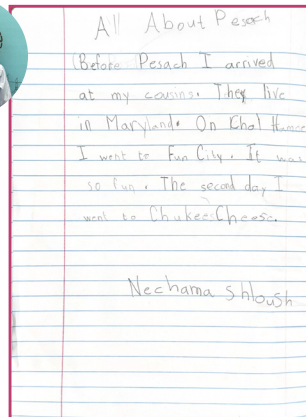 All About Pesach
Before Pesach I arrived
at my cousins. They live
in Maryland. On Chol Hamoe
I went to Fun City. It was
so fun. The second day I
went to Chukee Cheese.
Nechama Shloush